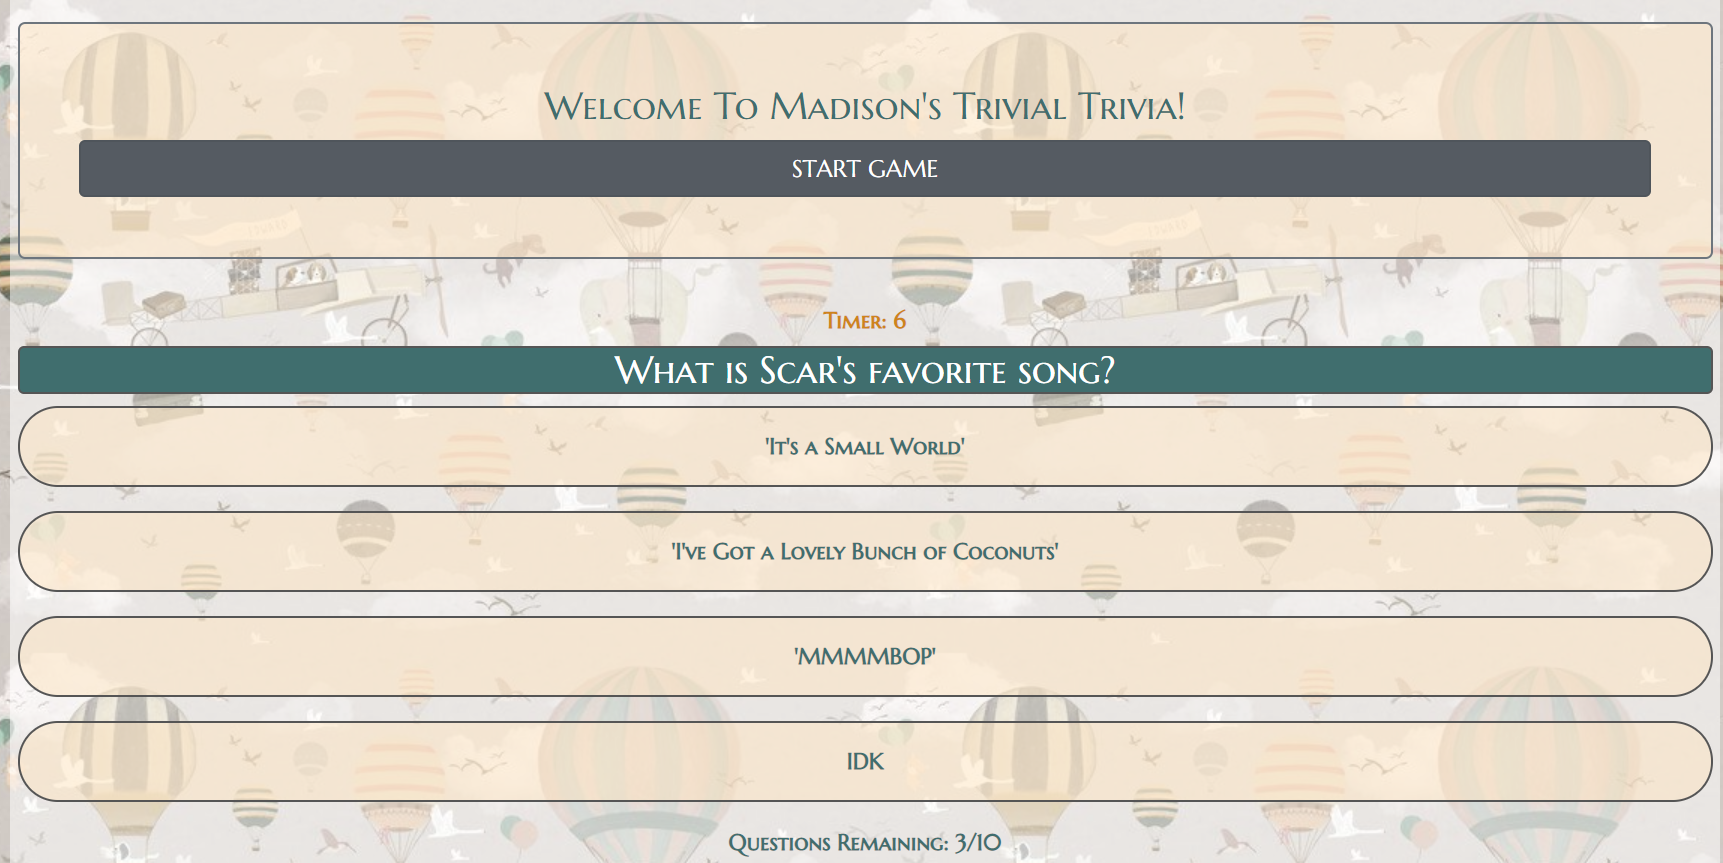 Welcome To Madison's Trivial Trivia!
START GAME
Timer: 6
What is Scar's favorite song?
'It's a Small World'
'I've Got a Lovely Bunch of Coconuts'
'MMMMBOP'
IDK
Questions Remaining: 3/10